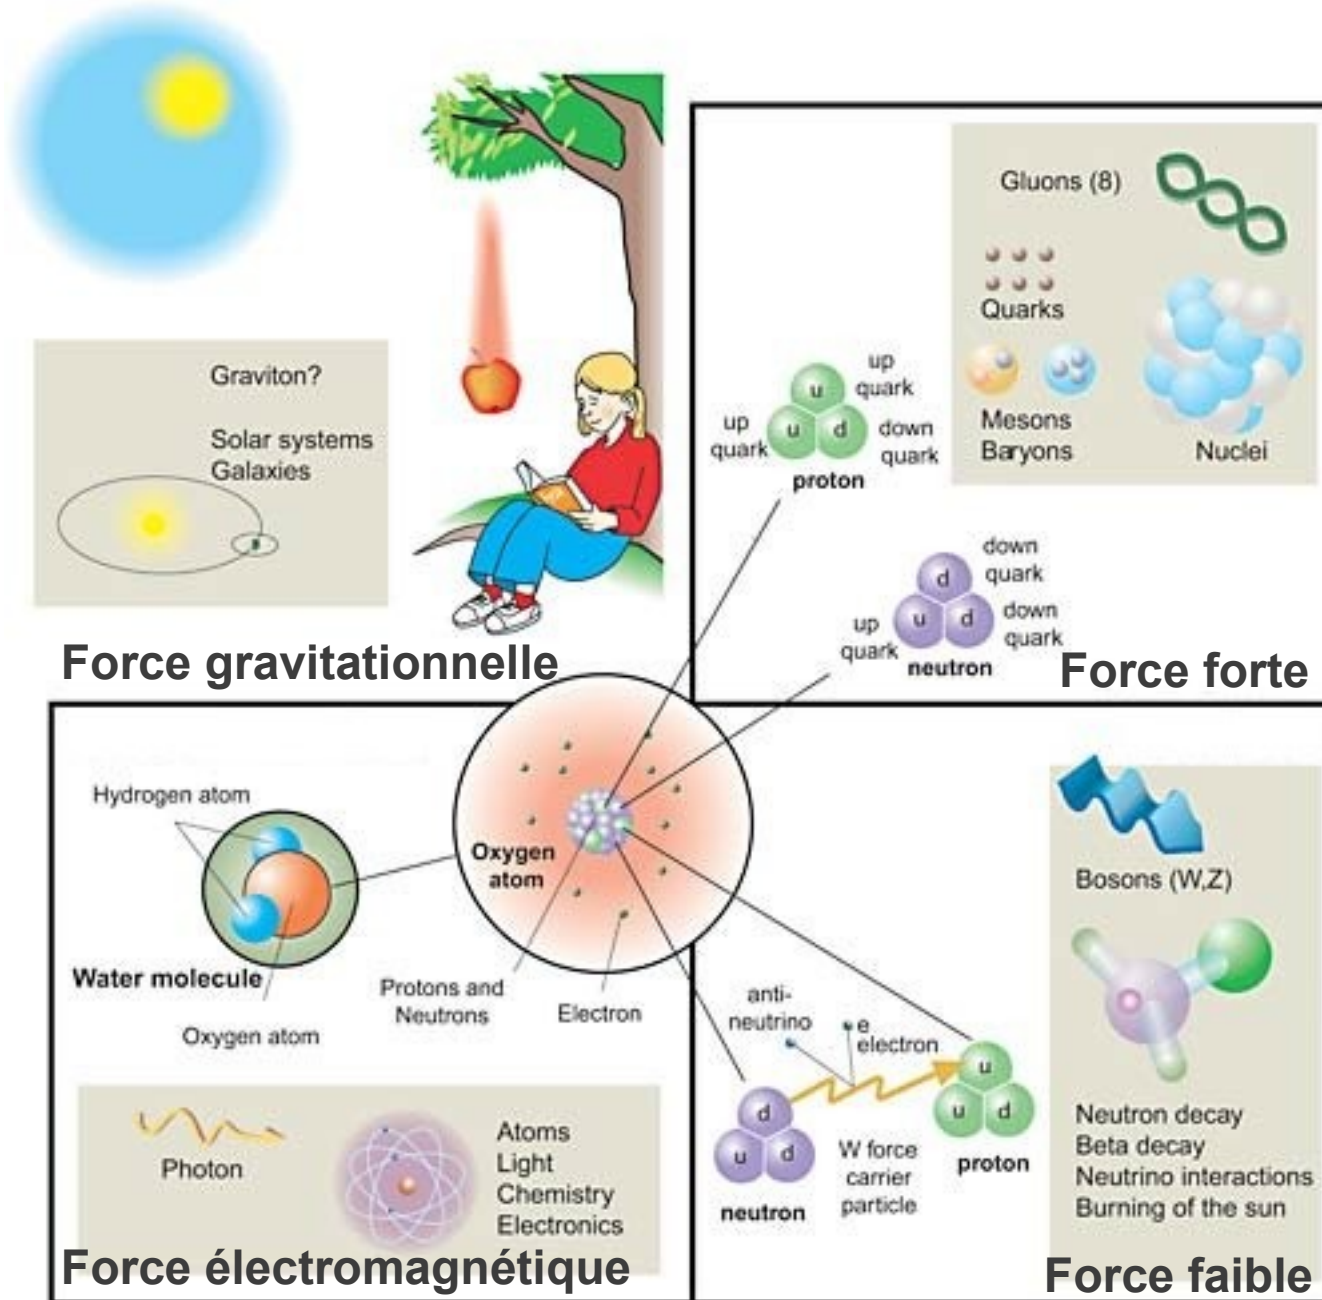 Graviton?
Solar systems
Galaxies
Force gravitationnelle
Gluons (8)
Quarks
Mesons
Baryons
Nuclei
up
quark
up
quark
down
quark
u
u d
proton
down
quark
up
quark
down
quark
d
u d
neutron
Force forte
Hydrogen atom
Water molecule
Oxygen atom
Oxygen
atom
Protons and
Neutrons
Electron
Photon
Atoms
Light
Chemistry
Electronics
Force électromagnétique
anti-
neutrino
e
electron
d
u d
neutron
W force
carrier
particle
u
u d
proton
Bosons (W,Z)
Neutron decay
Beta decay
Neutrino interactions
Burning of the sun
Force faible